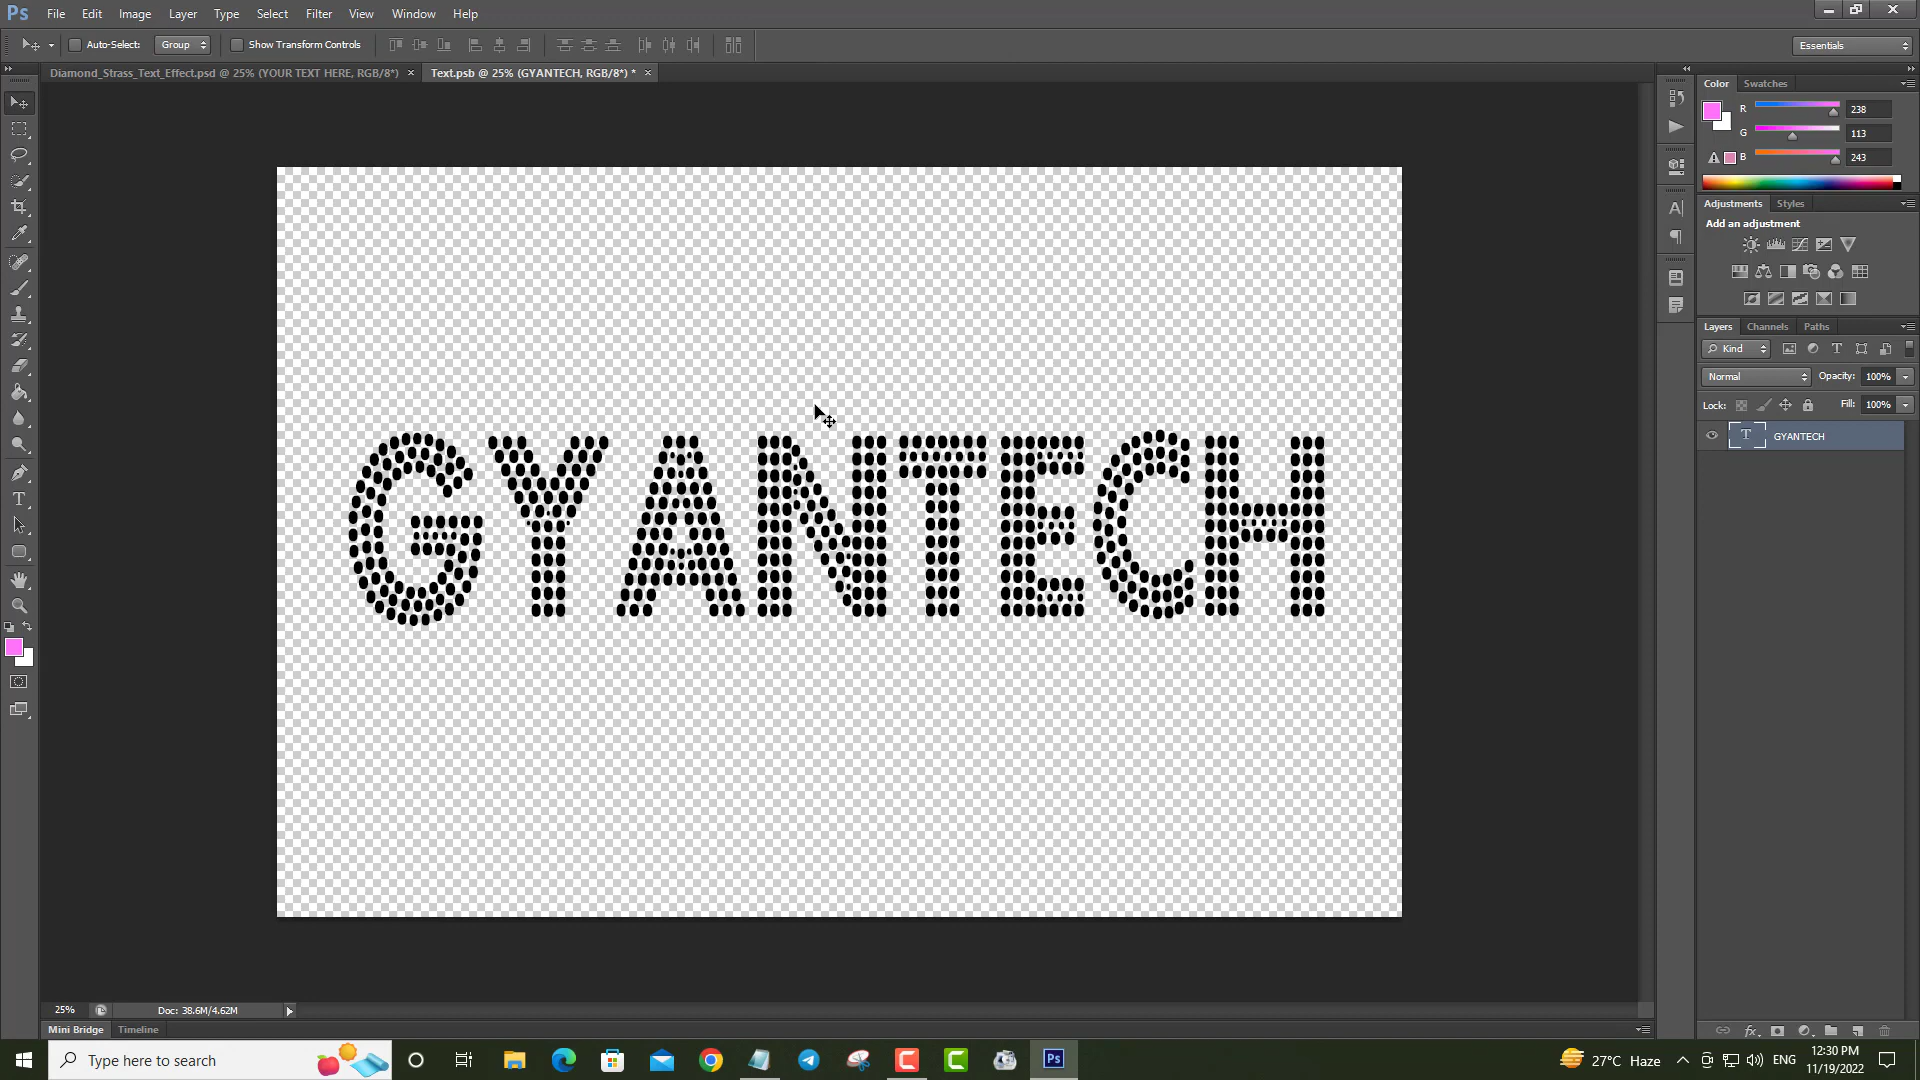 Ps File Edit Image Layer Type Select Filter View Window Help
Auto-Select: Group Show Transform Controls Essentials
Diamond_Strass_Text_Effect.psd @ 25% (YOUR TEXT HERE, RGB/8*) × Text.psb @ 25% (GYANTECH, RGB/8*) * ×
Color Swatches
R 238
G 113
B 243
Adjustments Styles
Add an adjustment
Layers Channels Paths
Kind
Normal Opacity: 100%
Lock: Fill: 100%
T GYANTECH
GYANTECH
25% Doc: 38.6M/4.62M
Mini Bridge Timeline
Type here to search
Ps
27°C Haze ENG 12:30 PM
11/19/2022